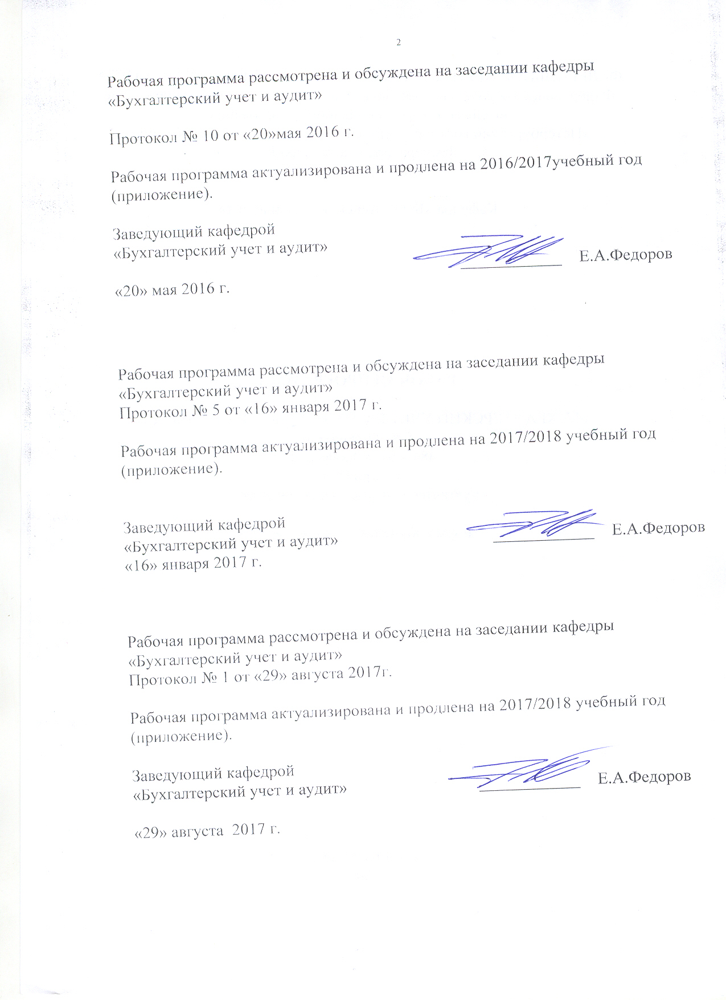 2
Рабочая программа рассмотрена и обсуждена на заседании кафедры
«Бухгалтерский учет и аудит»
Протокол № 10 от «20»мая 2016 г.
Рабочая программа актуализирована и продлена на 2016/2017учебный год
(приложение).
Заведующий кафедрой
«Бухгалтерский учет и аудит» Е.А.Федоров
«20» мая 2016 г.
Рабочая программа рассмотрена и обсуждена на заседании кафедры
«Бухгалтерский учет и аудит»
Протокол № 5 от «16» января 2017 г.
Рабочая программа актуализирована и продлена на 2017/2018 учебный год
(приложение).
Заведующий кафедрой Е.А.Федоров
«Бухгалтерский учет и аудит»
«16» января 2017 г.
Рабочая программа рассмотрена и обсуждена на заседании кафедры
«Бухгалтерский учет и аудит»
Протокол № 1 от «29» августа 2017г.
Рабочая программа актуализирована и продлена на 2017/2018 учебный год
(приложение).
Заведующий кафедрой Е.А.Федоров
«Бухгалтерский учет и аудит»
«29» августа 2017 г.